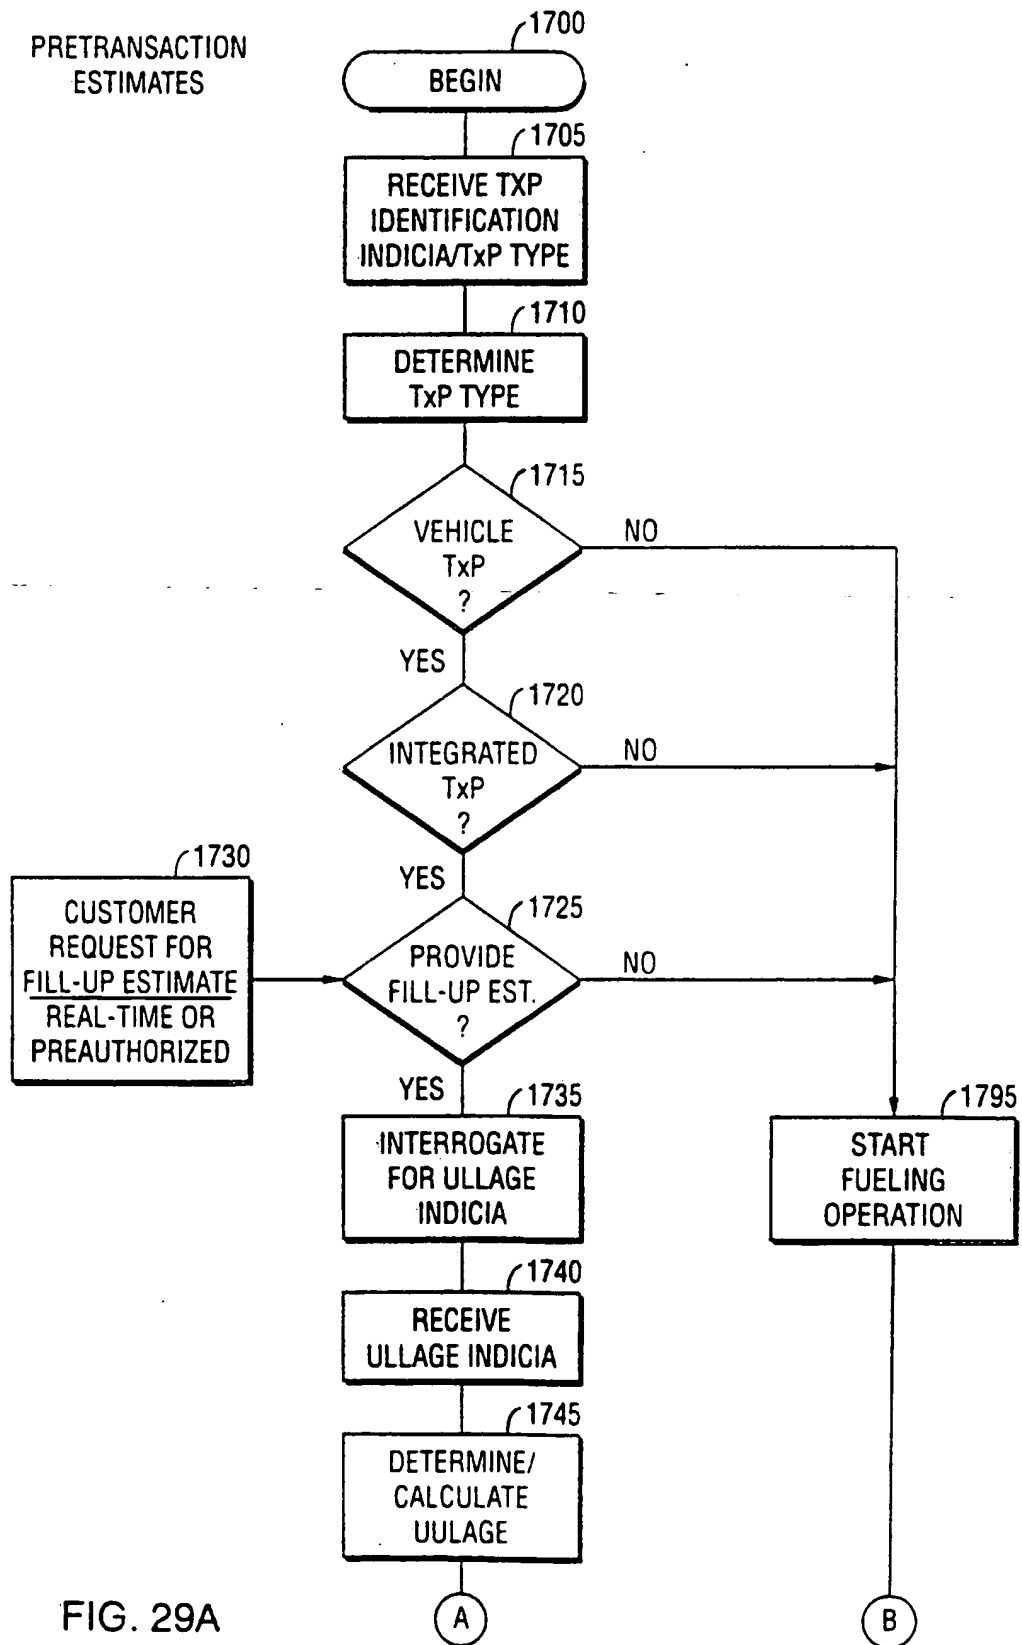 PRETRANSACTION
ESTIMATES
1700
BEGIN
1705
RECEIVE TXP
IDENTIFICATION
INDICIA/TxP TYPE
1710
DETERMINE
TxP TYPE
1715
VEHICLE
TxP
?
NO
YES
1720
INTEGRATED
TxP
?
NO
YES
1730
CUSTOMER
REQUEST FOR
FILL-UP ESTIMATE
REAL-TIME OR
PREAUTHORIZED
1725
PROVIDE
FILL-UP EST.
?
NO
YES
1735
INTERROGATE
FOR ULLAGE
INDICIA
1795
START
FUELING
OPERATION
1740
RECEIVE
ULLAGE INDICIA
1745
DETERMINE/
CALCULATE
UULAGE
FIG. 29A
A
B